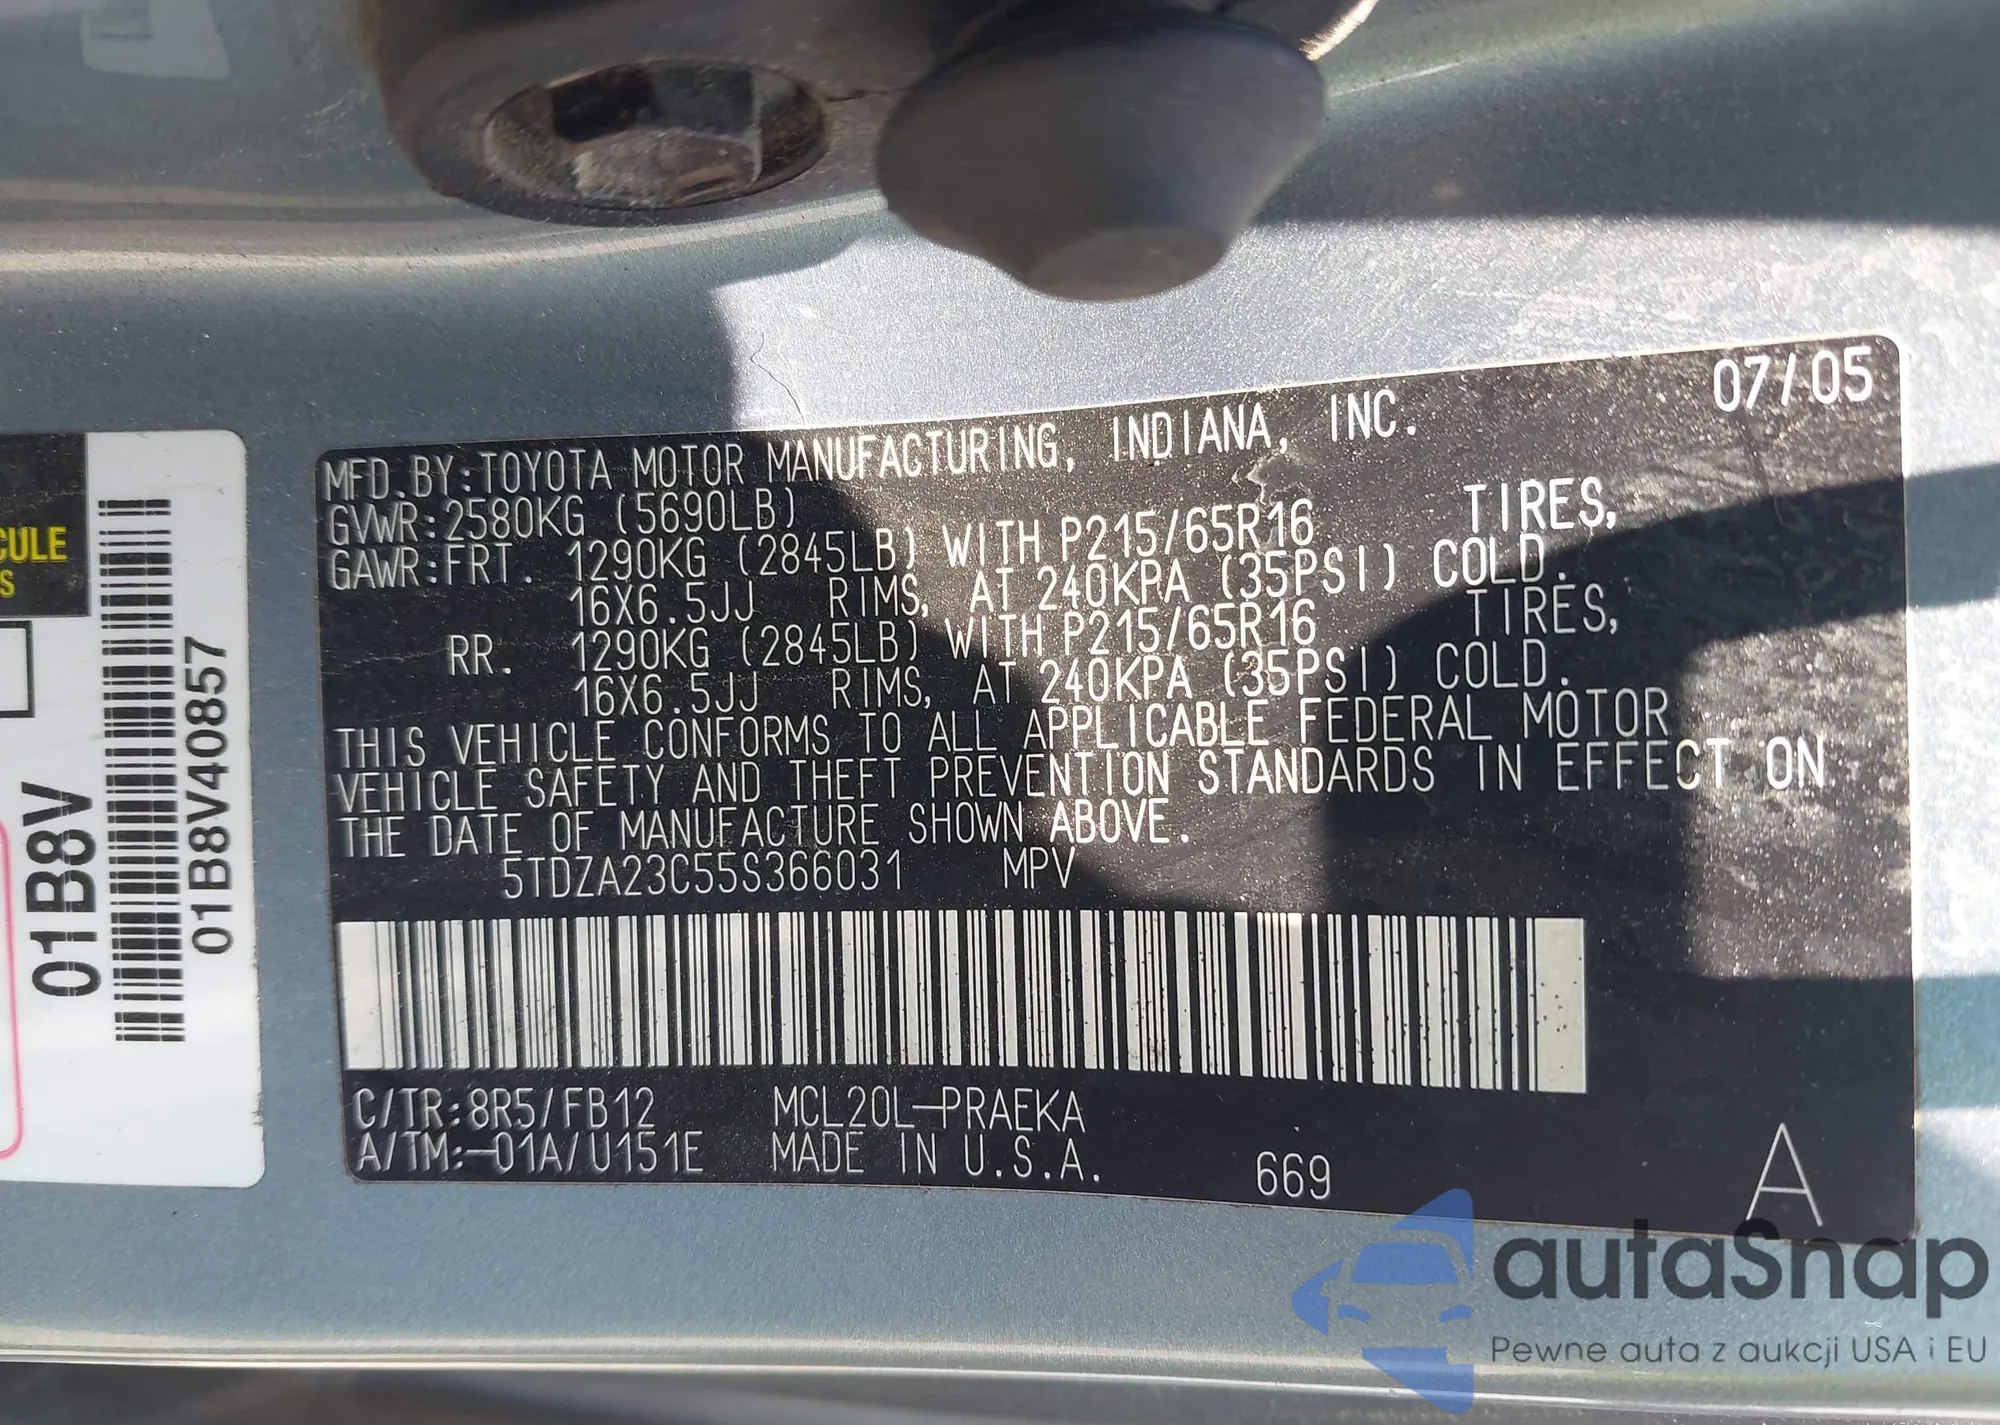 CULE
S
01B8V
01B8V40857
07/05
MFD. BY: TOYOTA MOTOR MANUFACTURING, INDIANA, INC.
GVWR: 2580KG (5690LB)
GAWR: FRT. 1290KG (2845LB) WITH P215/65R16 TIRES,
16X6.5JJ RIMS, AT 240KPA (35PSI) COLD.
RR. 1290KG (2845LB) WITH P215/65R16 TIRES,
16X6.5JJ RIMS, AT 240KPA (35PSI) COLD.
THIS VEHICLE CONFORMS TO ALL APPLICABLE FEDERAL MOTOR
VEHICLE SAFETY AND THEFT PREVENTION STANDARDS IN EFFECT ON
THE DATE OF MANUFACTURE SHOWN ABOVE.
5TDZA23C55S366031 MPV
C/TR: 8R5/FB12 MCL20L-PRAEKA
A/TM: -01A/U151E MADE IN U.S.A. 669 A
autaSnap
Pewne auta z aukcji USA i EU